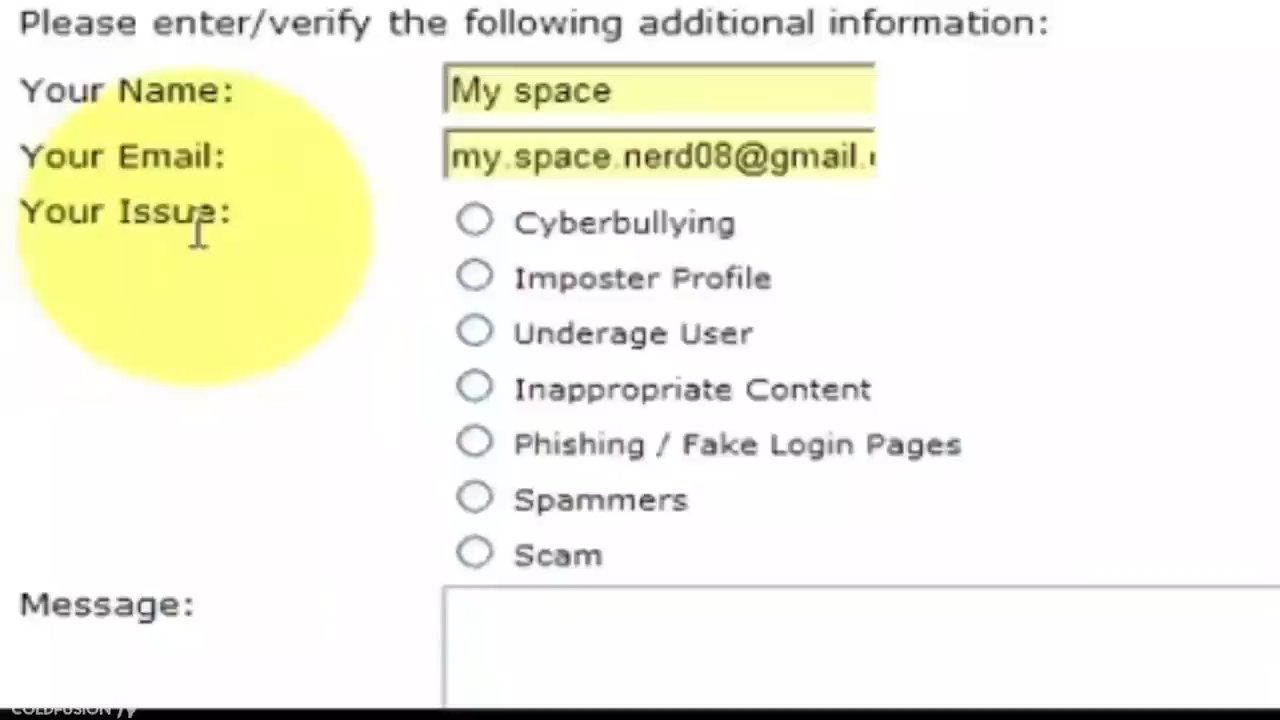 Please enter/verify the following additional information:
Your Name: My space
Your Email: my.space.nerd08@gmail.
Your Issue: Cyberbullying
Imposter Profile
Underage User
Inappropriate Content
Phishing / Fake Login Pages
Spammers
Scam
Message:
COLDFUSION